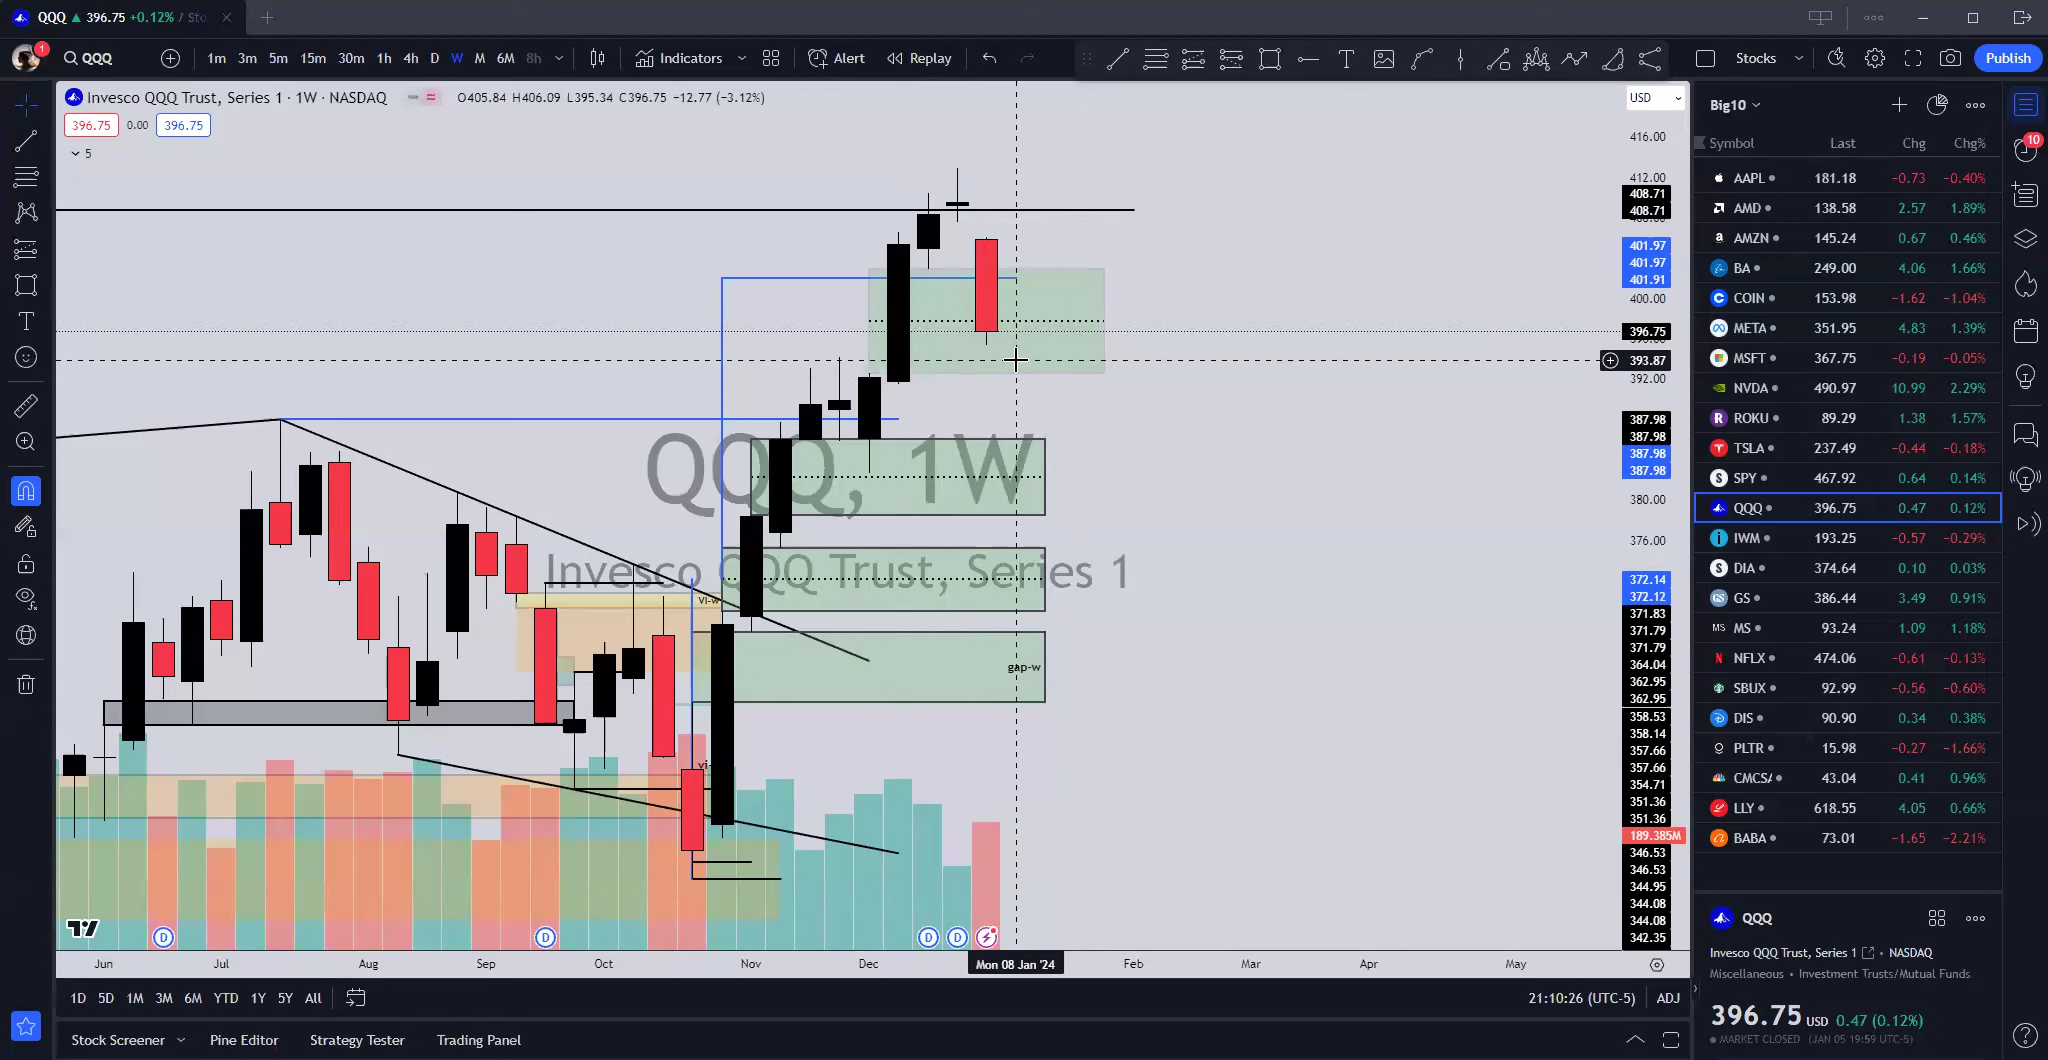 QQQ ▲ 396.75 +0.12% / Sto
1
QQQ
1m 3m 5m 15m 30m 1h 4h D W M 6M 8h
Indicators
Alert
Replay
T
Stocks
Publish
Invesco QQQ Trust, Series 1 · 1W · NASDAQ
O405.84 H406.09 L395.34 C396.75 −12.77 (−3.12%)
396.75 0.00 396.75
5
USD
416.00
412.00
408.71
408.71
401.97
401.97
401.91
400.00
396.75
393.87
392.00
387.98
387.98
387.98
387.98
380.00
376.00
372.14
372.12
371.83
371.79
371.79
364.04
362.95
362.95
358.53
358.14
357.66
357.66
354.71
351.36
351.36
189.385M
346.53
346.53
344.95
344.08
344.08
342.35
QQQ, 1W
Invesco QQQ Trust, Series 1
vi-w
gap-w
vi-
D D D D
Jun Jul Aug Sep Oct Nov Dec Mon 08 Jan '24 Feb Mar Apr May
1D 5D 1M 3M 6M YTD 1Y 5Y All
21:10:26 (UTC-5) ADJ
Stock Screener Pine Editor Strategy Tester Trading Panel
Big10
Symbol Last Chg Chg%
AAPL 181.18 −0.73 −0.40%
AMD 138.58 2.57 1.89%
AMZN 145.24 0.67 0.46%
BA 249.00 4.06 1.66%
COIN 153.98 −1.62 −1.04%
META 351.95 4.83 1.39%
MSFT 367.75 −0.19 −0.05%
NVDA 490.97 10.99 2.29%
ROKU 89.29 1.38 1.57%
TSLA 237.49 −0.44 −0.18%
SPY 467.92 0.64 0.14%
QQQ 396.75 0.47 0.12%
IWM 193.25 −0.57 −0.29%
DIA 374.64 0.10 0.03%
GS 386.44 3.49 0.91%
MS 93.24 1.09 1.18%
NFLX 474.06 −0.61 −0.13%
SBUX 92.99 −0.56 −0.60%
DIS 90.90 0.34 0.38%
PLTR 15.98 −0.27 −1.66%
CMCSA 43.04 0.41 0.96%
LLY 618.55 4.05 0.66%
BABA 73.01 −1.65 −2.21%
10
QQQ
Invesco QQQ Trust, Series 1 • NASDAQ
Miscellaneous • Investment Trusts/Mutual Funds
396.75 USD 0.47 (0.12%)
MARKET CLOSED (JAN 05 19:59 UTC-5)